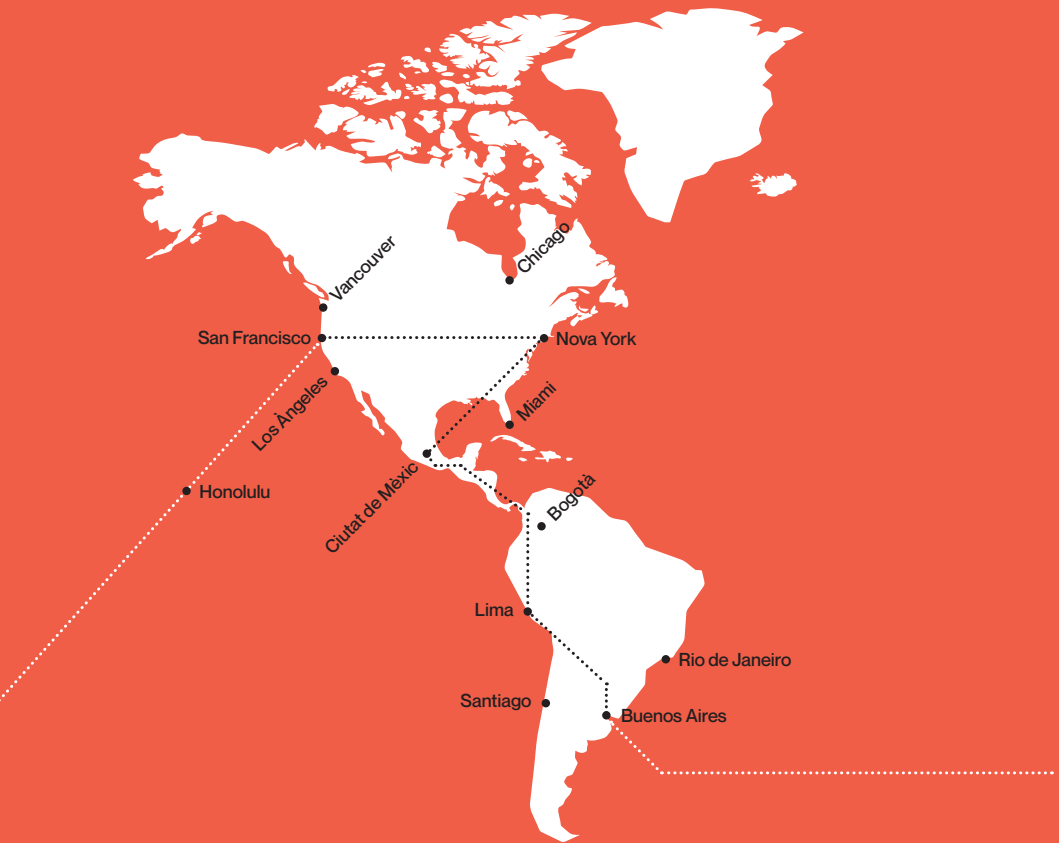 Chicago
Vancouver
San Francisco
Nova York
Los Àngeles
Miami
Ciutat de Mèxic
Honolulu
Bogotà
Lima
Rio de Janeiro
Santiago
Buenos Aires